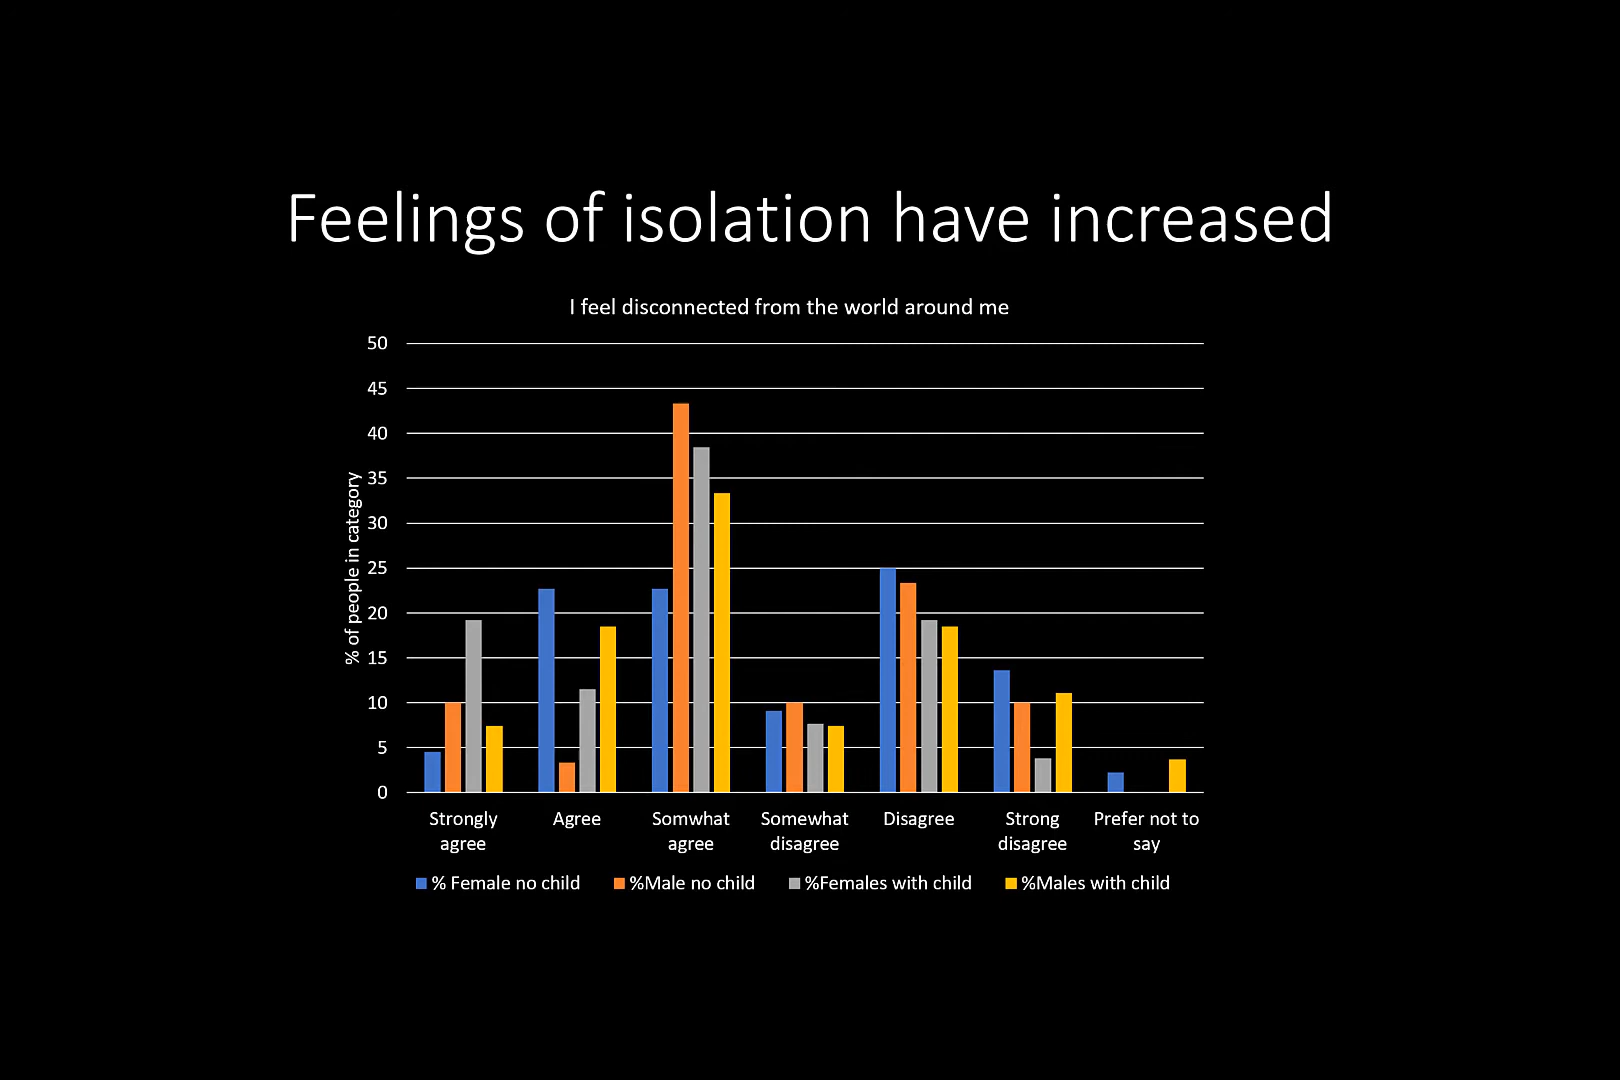 Feelings of isolation have increased
I feel disconnected from the world around me
% of people in category
50
45
40
35
30
25
20
15
10
5
0
Strongly
agree
Agree
Somwhat
agree
Somewhat
disagree
Disagree
Strong
disagree
Prefer not to
say
% Female no child
%Male no child
%Females with child
%Males with child